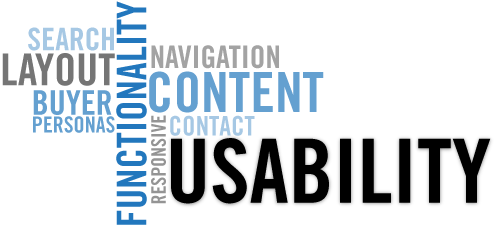 SEARCH
LAYOUT
BUYER
PERSONAS
FUNCTIONALITY
NAVIGATION
CONTENT
CONTACT
RESPONSIVE
USABILITY